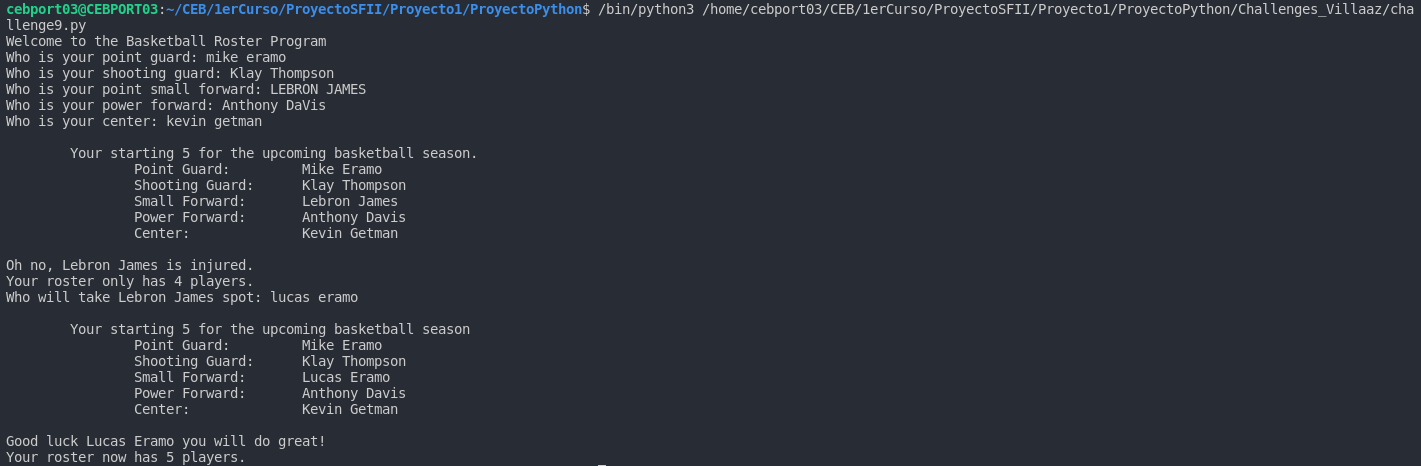 cebport03@CEBPORT03:~/CEB/1erCurso/ProyectoSFII/Proyecto1/ProyectoPython$ /bin/python3 /home/cebport03/CEB/1erCurso/ProyectoSFII/Proyecto1/ProyectoPython/Challenges_Villaaz/cha
llenge9.py
Welcome to the Basketball Roster Program
Who is your point guard: mike eramo
Who is your shooting guard: Klay Thompson
Who is your point small forward: LEBRON JAMES
Who is your power forward: Anthony DaVis
Who is your center: kevin getman
Your starting 5 for the upcoming basketball season.
Point Guard: Mike Eramo
Shooting Guard: Klay Thompson
Small Forward: Lebron James
Power Forward: Anthony Davis
Center: Kevin Getman
Oh no, Lebron James is injured.
Your roster only has 4 players.
Who will take Lebron James spot: lucas eramo
Your starting 5 for the upcoming basketball season
Point Guard: Mike Eramo
Shooting Guard: Klay Thompson
Small Forward: Lucas Eramo
Power Forward: Anthony Davis
Center: Kevin Getman
Good luck Lucas Eramo you will do great!
Your roster now has 5 players.